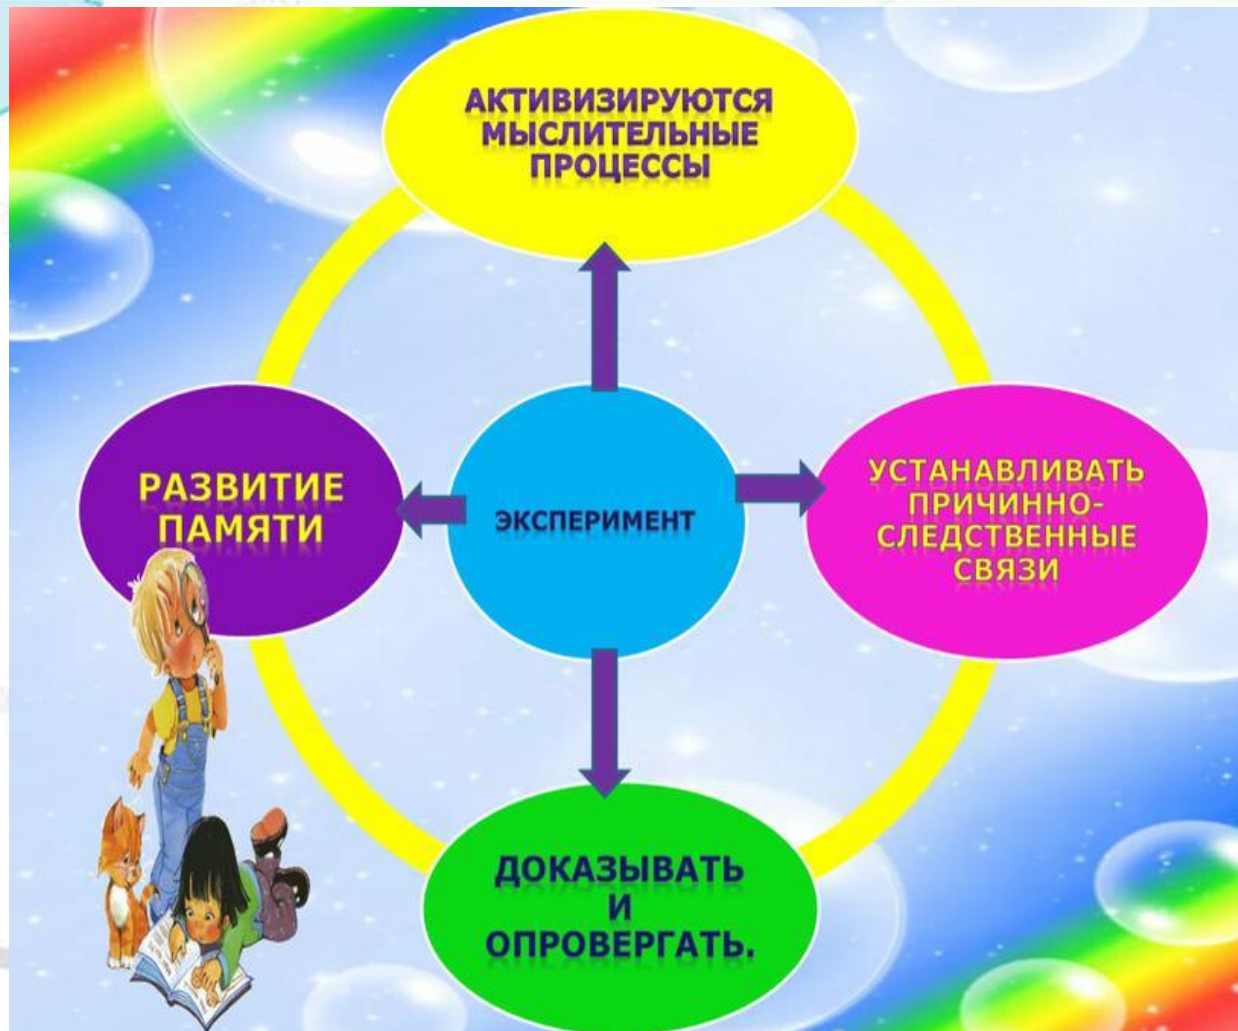 АКТИВИЗИРУЮТСЯ
МЫСЛИТЕЛЬНЫЕ
ПРОЦЕССЫ
РАЗВИТИЕ
ПАМЯТИ
ЭКСПЕРИМЕНТ
УСТАНАВЛИВАТЬ
ПРИЧИННО-
СЛЕДСТВЕННЫЕ
СВЯЗИ
ДОКАЗЫВАТЬ
И
ОПРОВЕРГАТЬ.